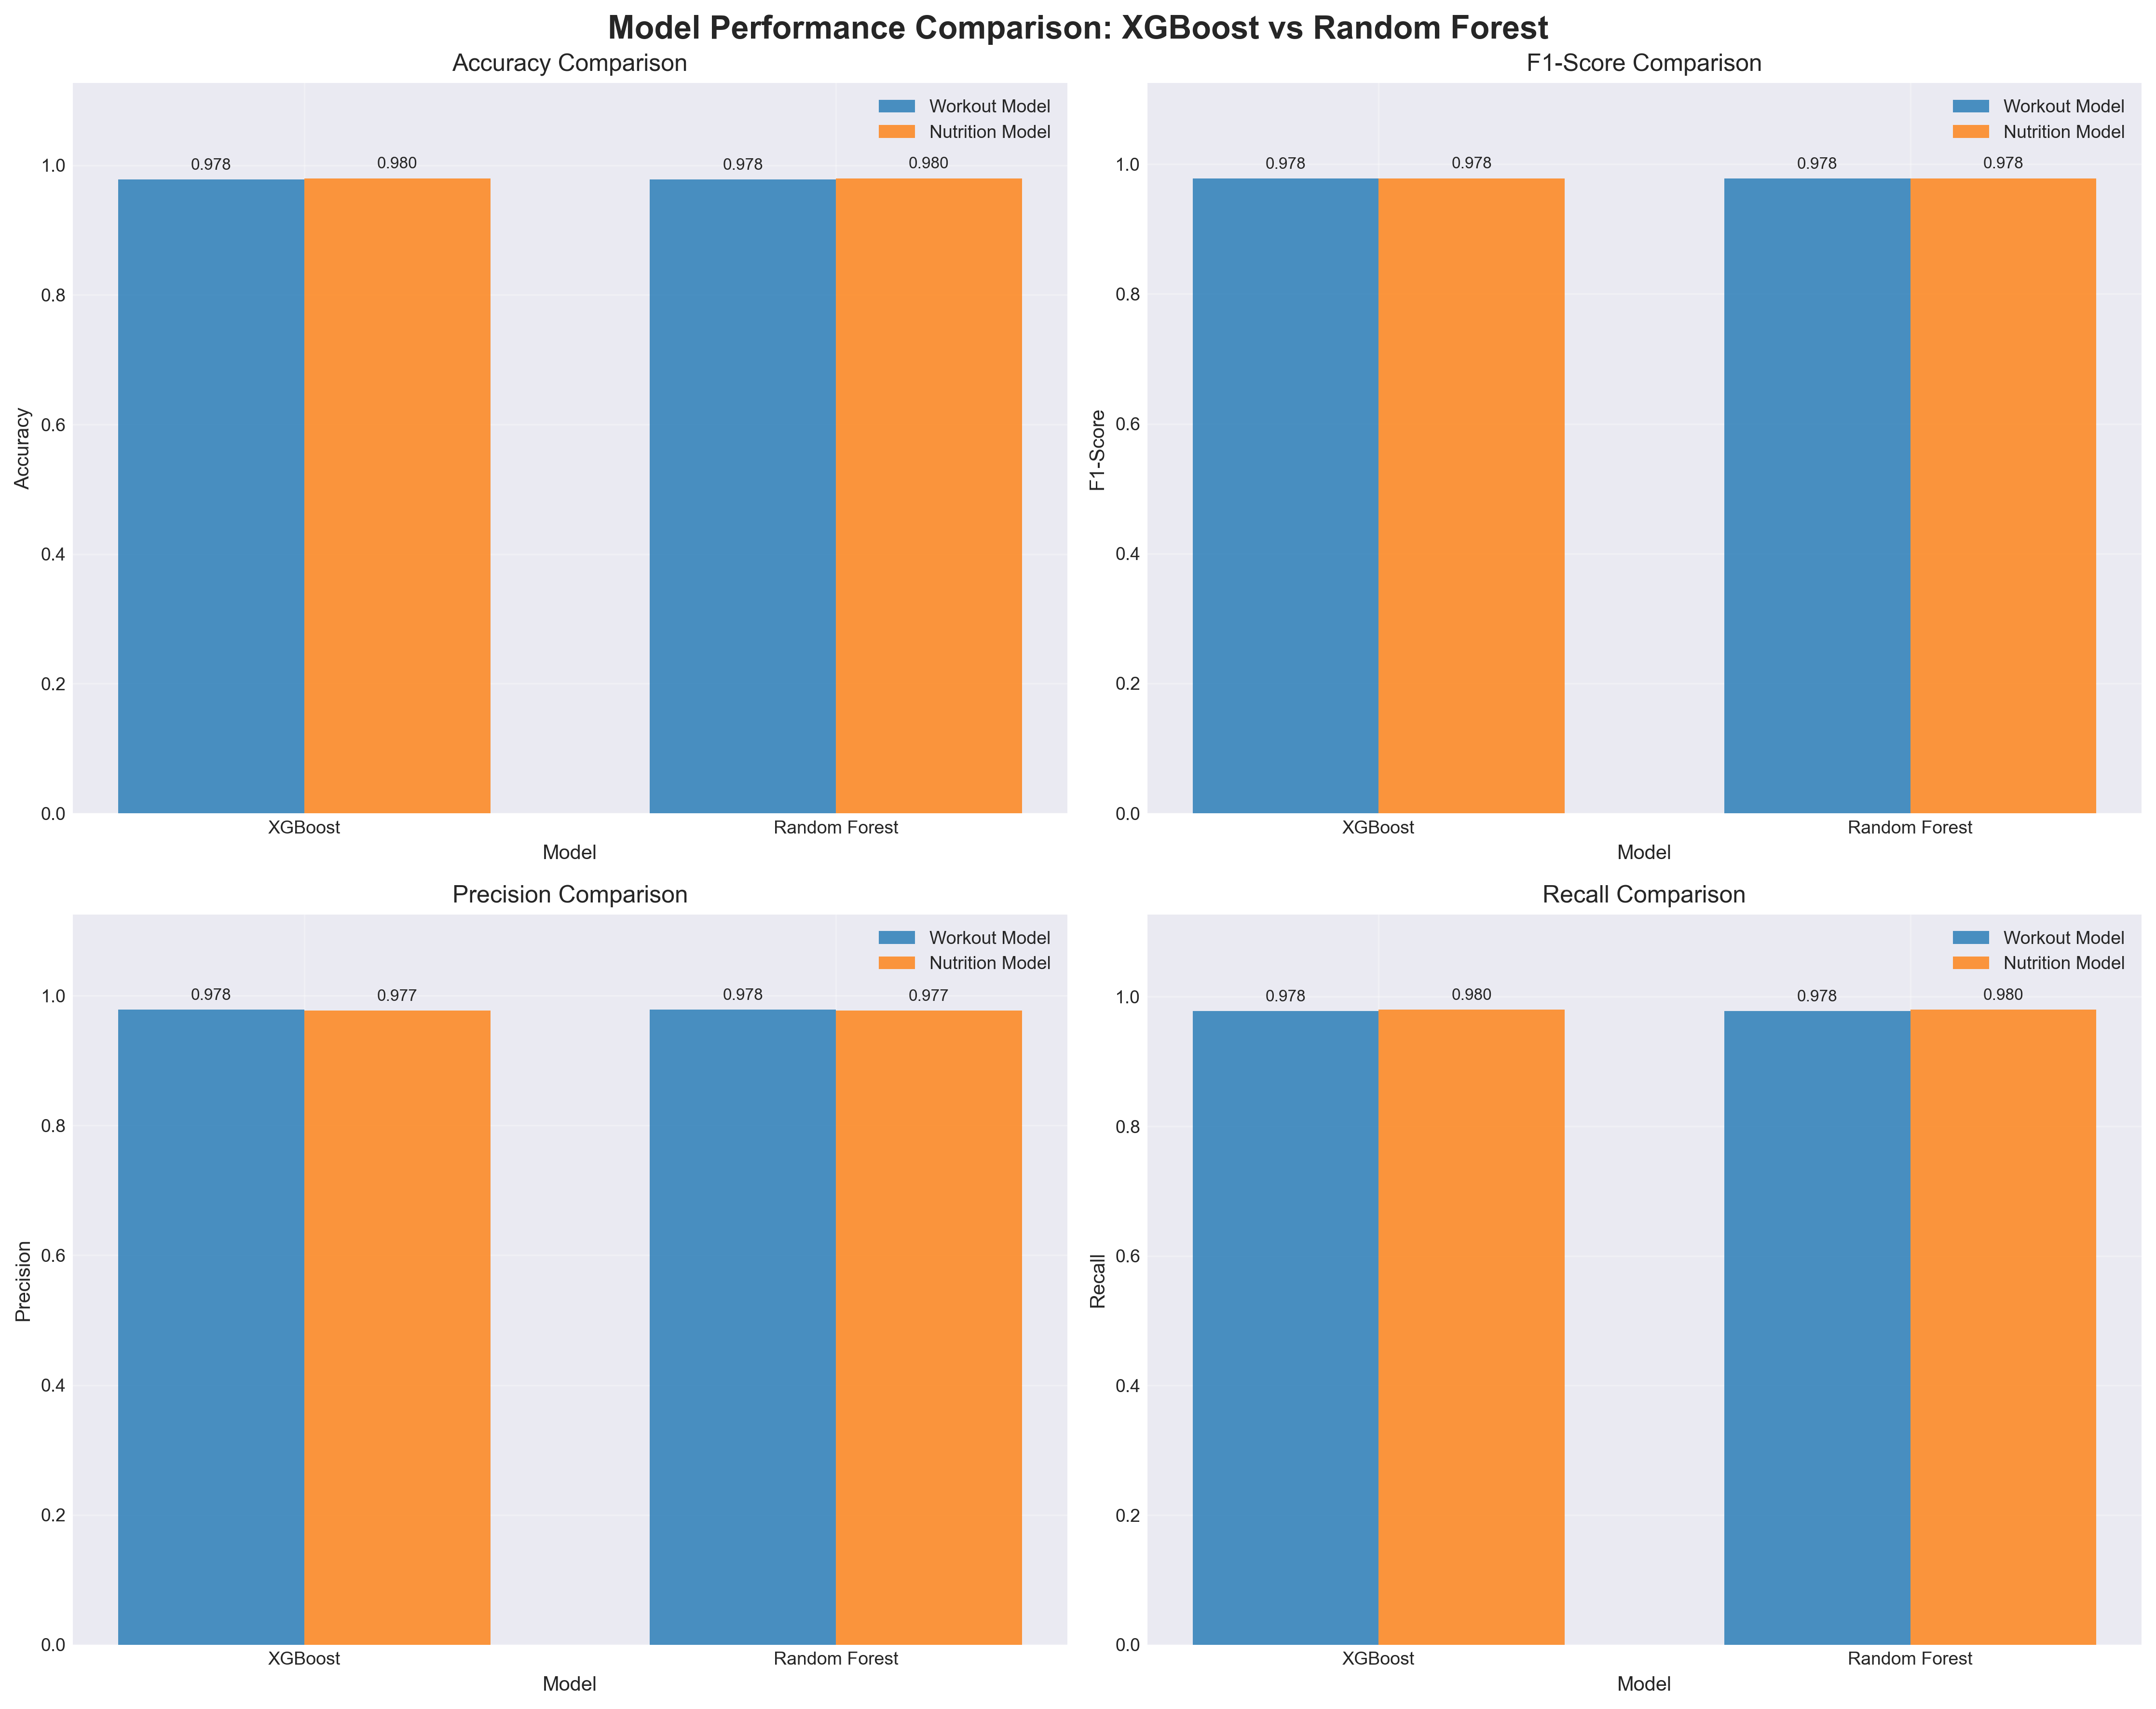 Model Performance Comparison: XGBoost vs Random Forest
Accuracy Comparison
Workout Model
Nutrition Model
0.978
0.980
0.978
0.980
1.0
0.8
0.6
0.4
0.2
0.0
Accuracy
XGBoost
Random Forest
Model
F1-Score Comparison
Workout Model
Nutrition Model
0.978
0.978
0.978
0.978
1.0
0.8
0.6
0.4
0.2
0.0
F1-Score
XGBoost
Random Forest
Model
Precision Comparison
Workout Model
Nutrition Model
0.978
0.977
0.978
0.977
1.0
0.8
0.6
0.4
0.2
0.0
Precision
XGBoost
Random Forest
Model
Recall Comparison
Workout Model
Nutrition Model
0.978
0.980
0.978
0.980
1.0
0.8
0.6
0.4
0.2
0.0
Recall
XGBoost
Random Forest
Model